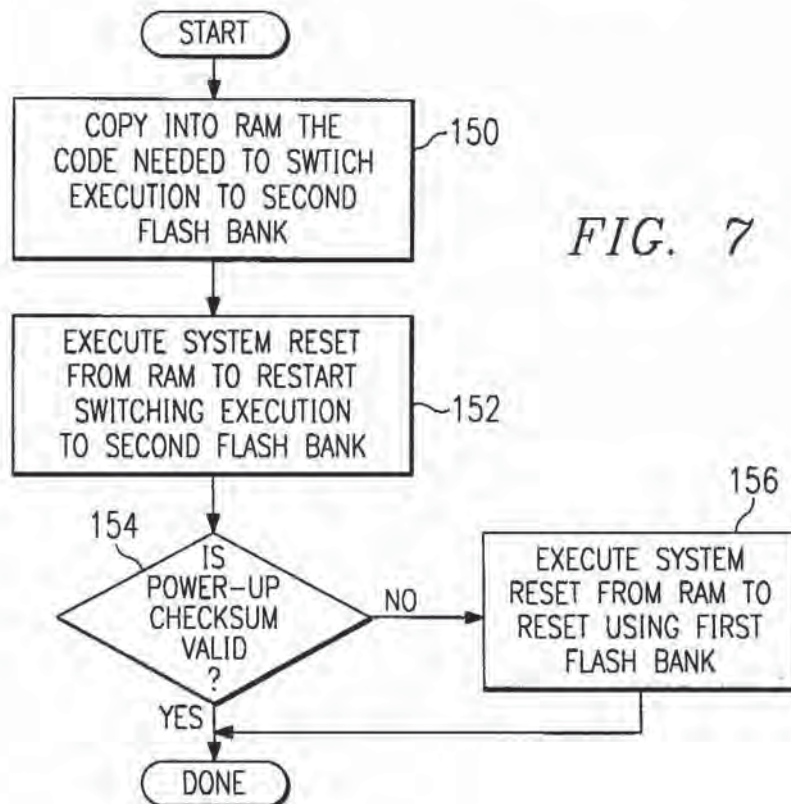 START
COPY INTO RAM THE
CODE NEEDED TO SWTICH
EXECUTION TO SECOND
FLASH BANK
150
FIG. 7
EXECUTE SYSTEM RESET
FROM RAM TO RESTART
SWITCHING EXECUTION
TO SECOND FLASH BANK
152
154
IS
POWER-UP
CHECKSUM
VALID
?
NO
156
EXECUTE SYSTEM
RESET FROM RAM TO
RESET USING FIRST
FLASH BANK
YES
DONE